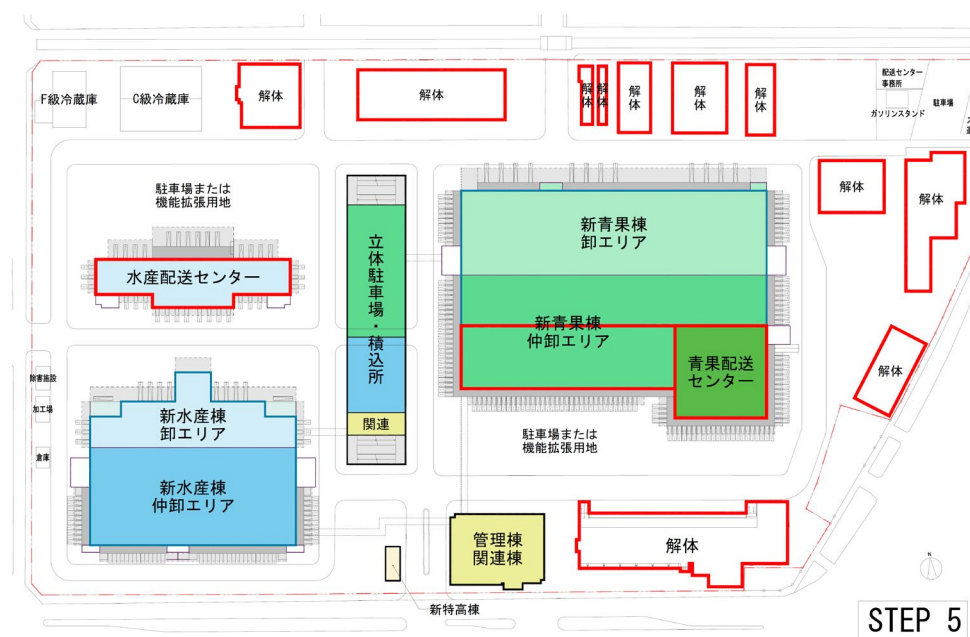 F級冷蔵庫
C級冷蔵庫
解体
解体
解体
解体
解体
解体
解体
配送センター
事務所
ガソリンスタンド
駐車場
駐車場または
機能拡張用地
水産配送センター
立体駐車場・積込所
関連
新青果棟
卸エリア
新青果棟
仲卸エリア
青果配送
センター
解体
解体
解体
除害施設
加工場
倉庫
新水産棟
卸エリア
新水産棟
仲卸エリア
駐車場または
機能拡張用地
管理棟
関連棟
解体
新特高棟
N
STEP 5